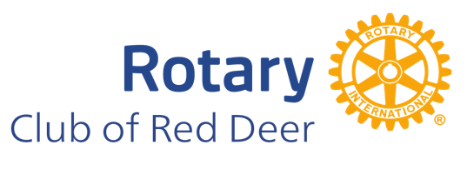 Rotary
Club of Red Deer
ROTARY
INTERNATIONAL
®